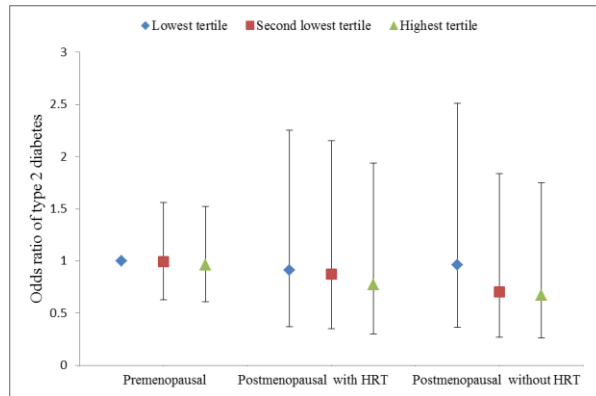 Lowest tertile Second lowest tertile Highest tertile
3
2.5
2
1.5
1
0.5
0
Odds ratio of type 2 diabetes
Premenopausal Postmenopausal with HRT Postmenopausal without HRT